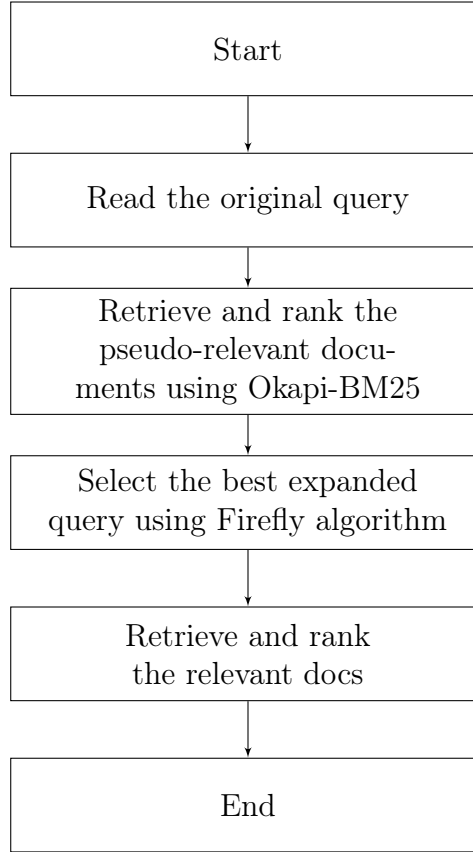 Start
Read the original query
Retrieve and rank the
pseudo-relevant docu-
ments using Okapi-BM25
Select the best expanded
query using Firefly algorithm
Retrieve and rank
the relevant docs
End